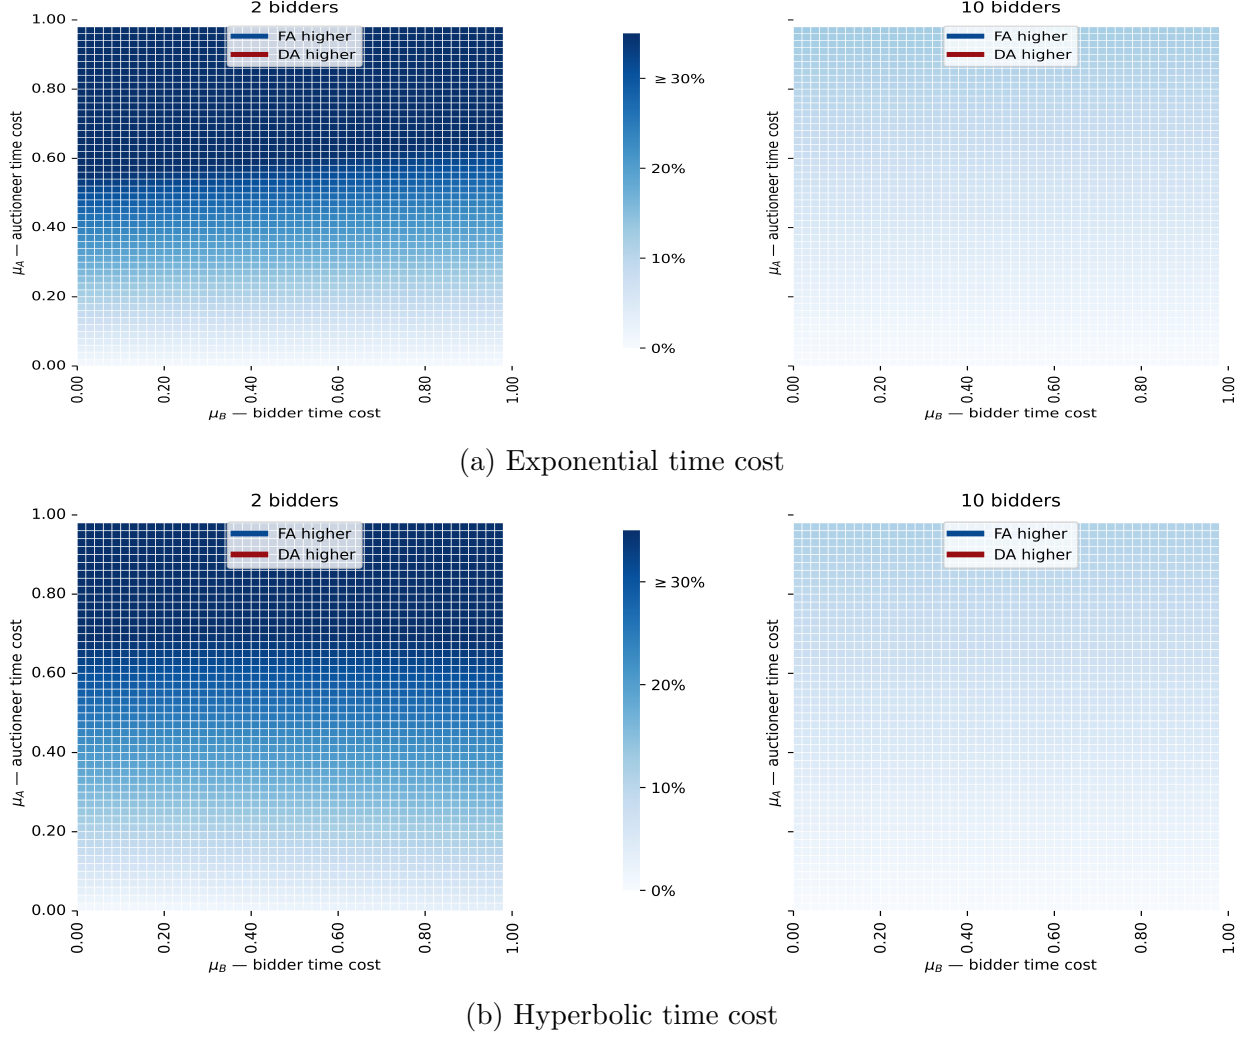 2 bidders
FA higher
DA higher
1.00
0.80
0.60
0.40
0.20
0.00
μA — auctioneer time cost
0.00 0.20 0.40 0.60 0.80 1.00
μB — bidder time cost
≥ 30%
20%
10%
0%
10 bidders
FA higher
DA higher
μA — auctioneer time cost
0.00 0.20 0.40 0.60 0.80 1.00
μB — bidder time cost
(a) Exponential time cost
2 bidders
FA higher
DA higher
1.00
0.80
0.60
0.40
0.20
0.00
μA — auctioneer time cost
0.00 0.20 0.40 0.60 0.80 1.00
μB — bidder time cost
≥ 30%
20%
10%
0%
10 bidders
FA higher
DA higher
μA — auctioneer time cost
0.00 0.20 0.40 0.60 0.80 1.00
μB — bidder time cost
(b) Hyperbolic time cost